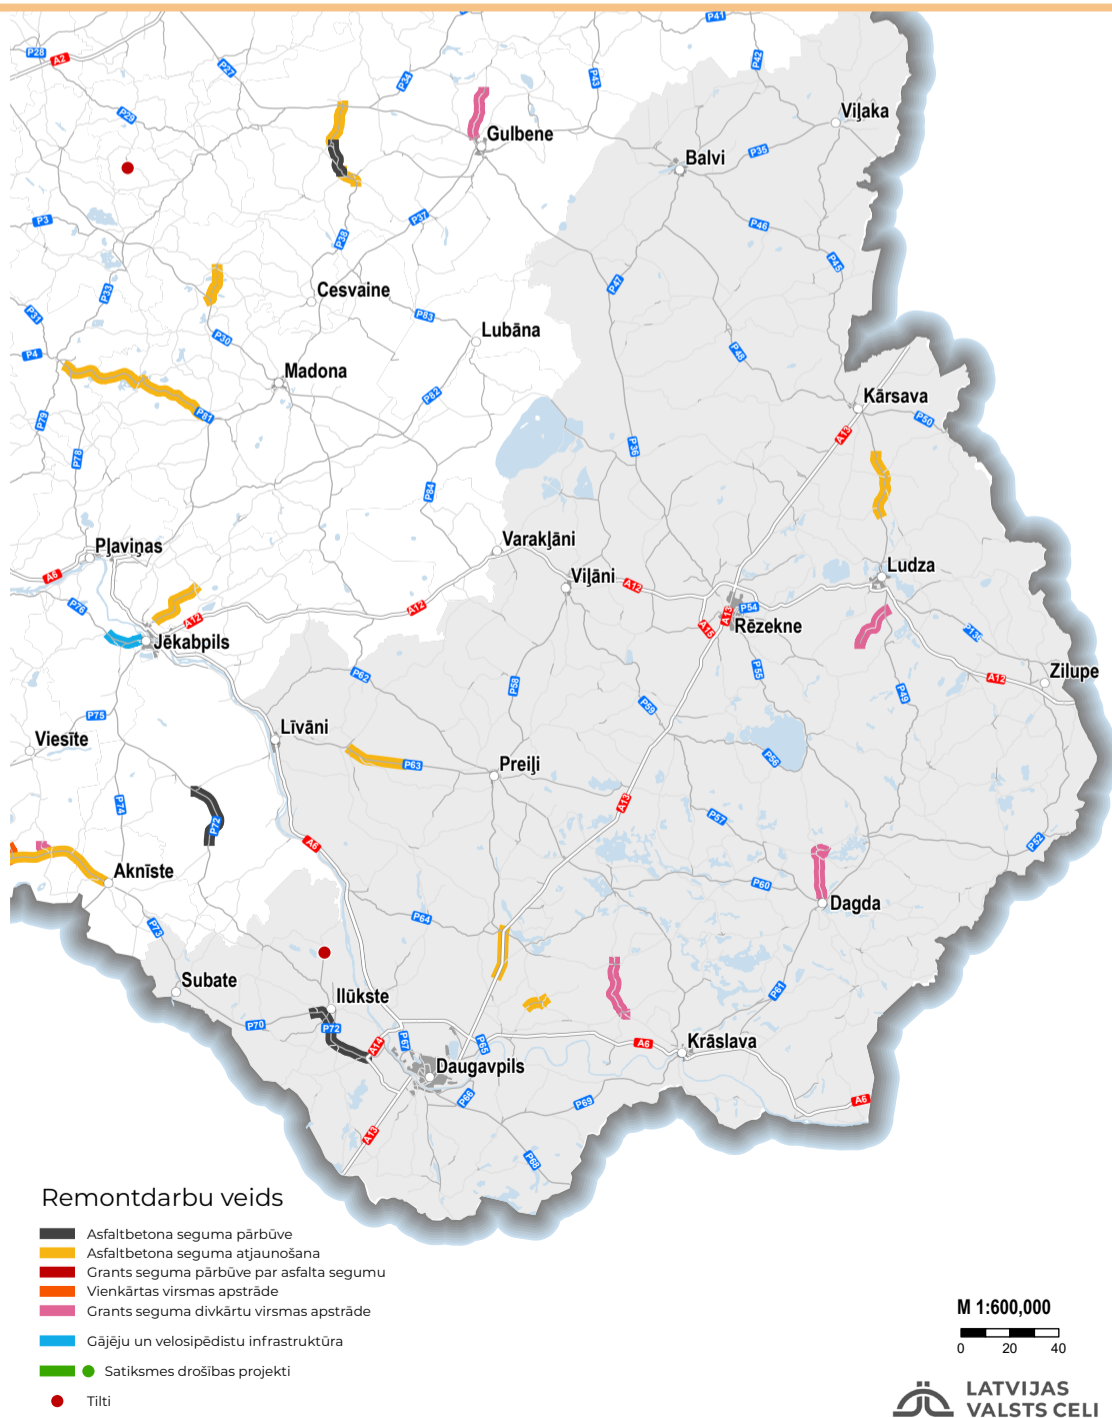 P41
P28
A2
P27
P34
P43
P42
P29
Viļaka
Gulbene
P35
Balvi
P3
P37
P38
P46
P45
P33
P47
Cesvaine
P31
P83
Lubāna
P30
P4
P48
Madona
P82
Kārsava
P79
P81
P50
A13
P36
P78
P84
Varakļāni
Pļaviņas
Ludza
Viļāni
A6
A12
P76
A12
P54
A12
A13
Rēzekne
A15
Jēkabpils
P62
P55
Zilupe
A12
P58
P49
P59
P75
Līvāni
Viesīte
P56
P63
Preiļi
A13
P74
P57
P72
P52
A6
Aknīste
P60
Dagda
P64
P73
Subate
P61
Ilūkste
P70
P72
P67
P65
A14
A6
Krāslava
Daugavpils
P66
P69
A6
A13
P68
Remontdarbu veids
Asfaltbetona seguma pārbūve
Asfaltbetona seguma atjaunošana
Grants seguma pārbūve par asfalta segumu
Vienkārtas virsmas apstrāde
Grants seguma divkārtu virsmas apstrāde
Gājēju un velosipēdistu infrastruktūra
Satiksmes drošības projekti
Tilti
M 1:600,000
0 20 40
LATVIJAS
VALSTS CEĻI